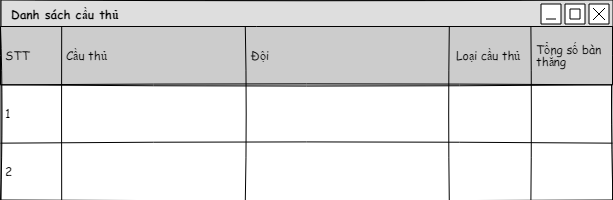 Danh sách cầu thủ
STT
Cầu thủ
Đội
Loại cầu thủ
Tổng số bàn
thắng
1
2